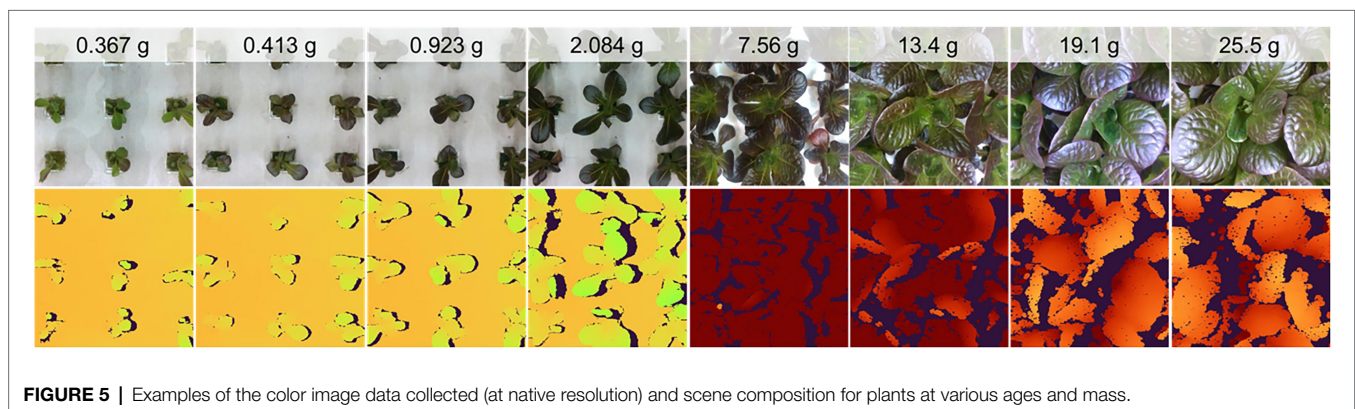 0.367 g 0.413 g 0.923 g 2.084 g 7.56 g 13.4 g 19.1 g 25.5 g
FIGURE 5 | Examples of the color image data collected (at native resolution) and scene composition for plants at various ages and mass.